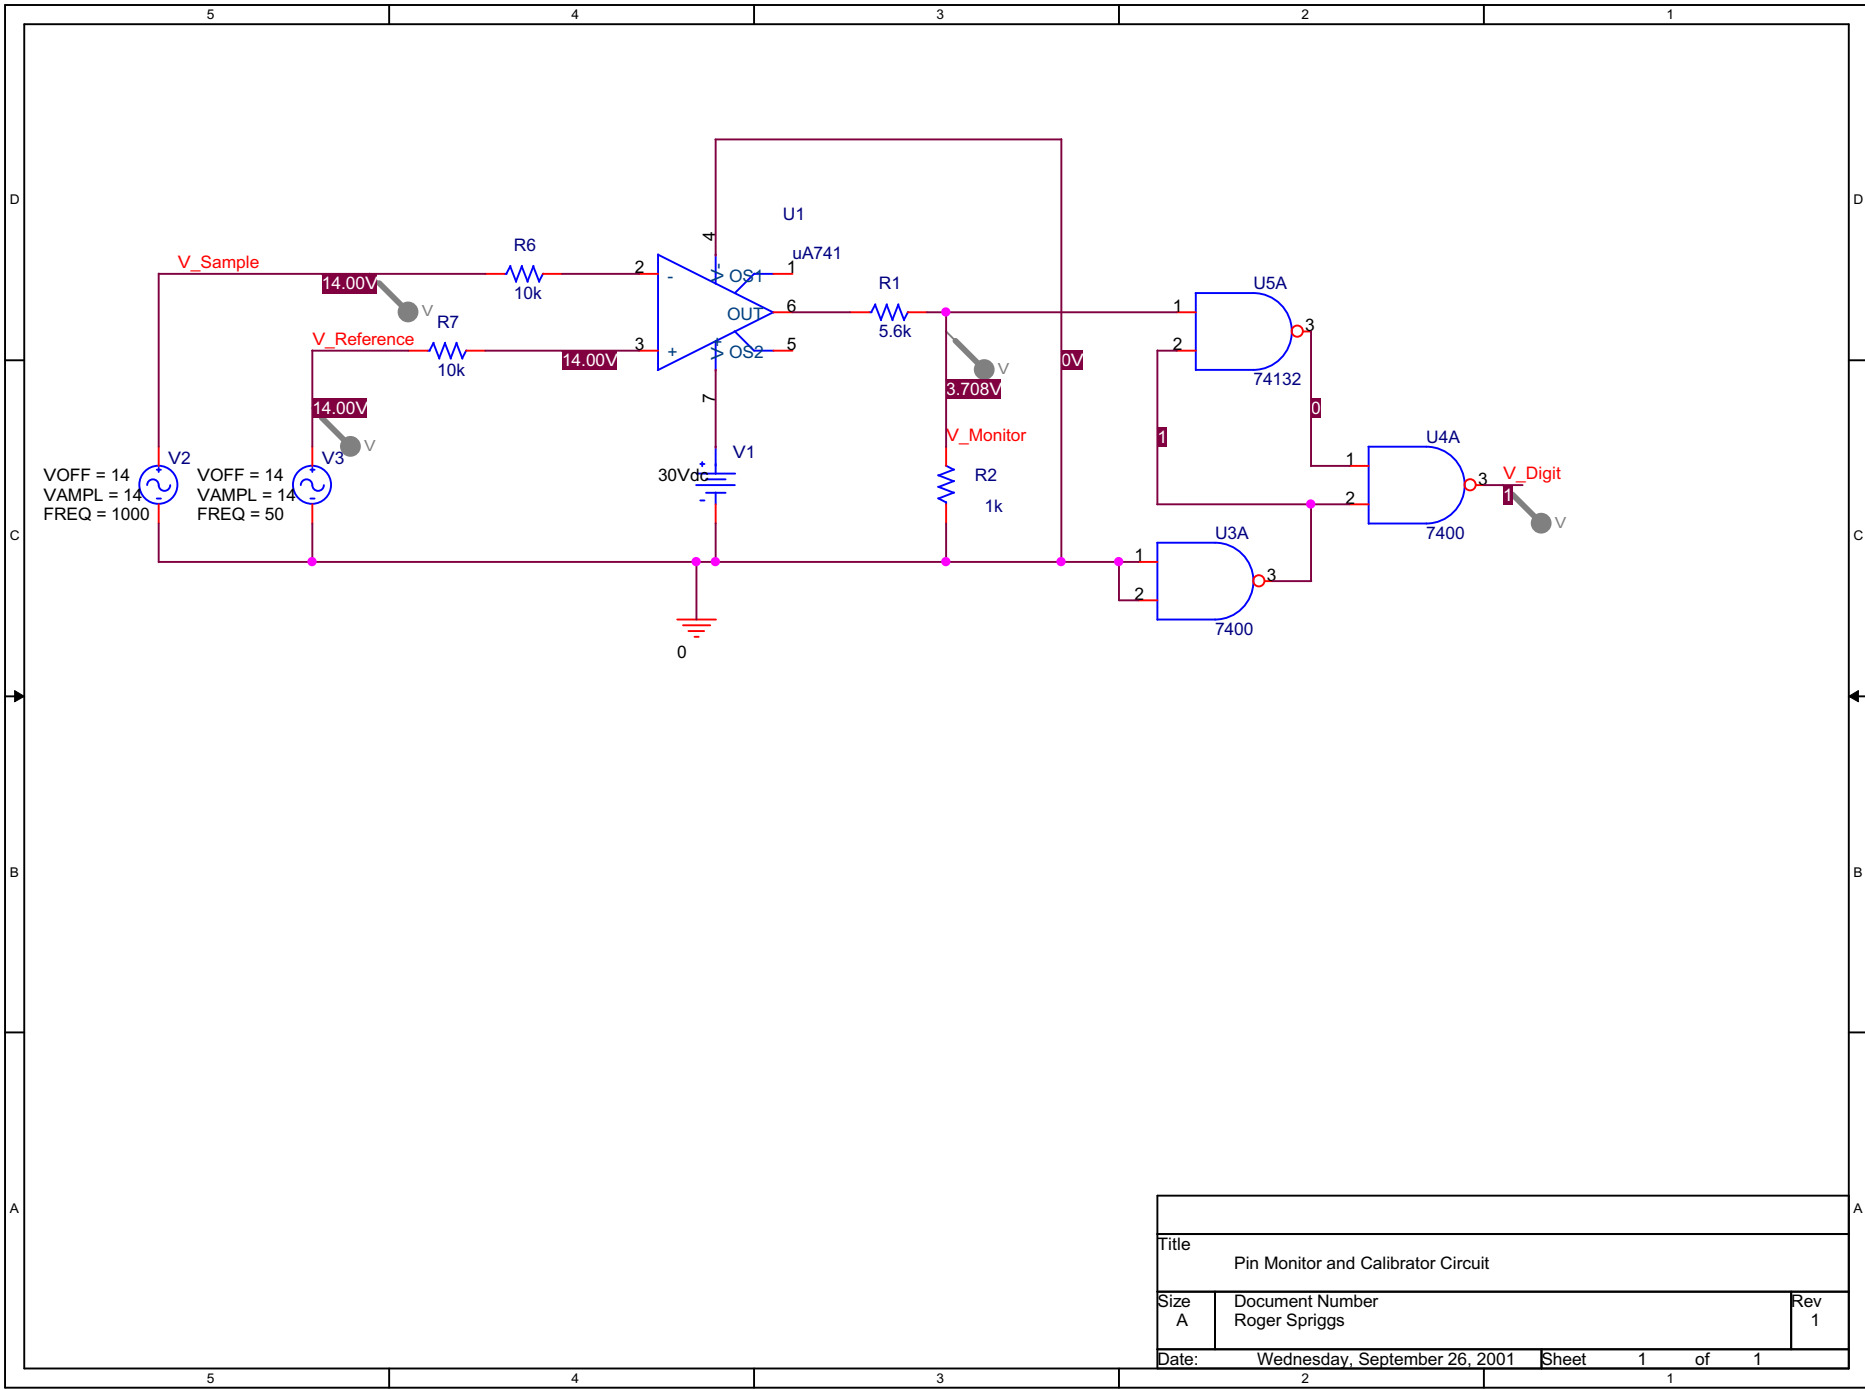 5 4 3 2 1
D D
U1
uA741
4
V_Sample
R6
10k
14.00V
V
2
-
V-
OS1
1
OUT
6
V_Reference
R7
10k
14.00V
3
+
V+
OS2
5
7
R1
5.6k
V
3.708V
0V
V_Monitor
R2
1k
U5A
1
2
3
74132
0
1
U4A
1
2
3
7400
V_Digit
1
V
14.00V
V
V2
VOFF = 14
VAMPL = 14
FREQ = 1000
V3
VOFF = 14
VAMPL = 14
FREQ = 50
+
-
+
-
V1
30Vdc
+
-
C C
U3A
1
2
3
7400
0
B B
A A
Title
Pin Monitor and Calibrator Circuit
Size
A
Document Number
Roger Spriggs
Rev
1
Date: Wednesday, September 26, 2001 Sheet 1 of 1
5 4 3 2 1